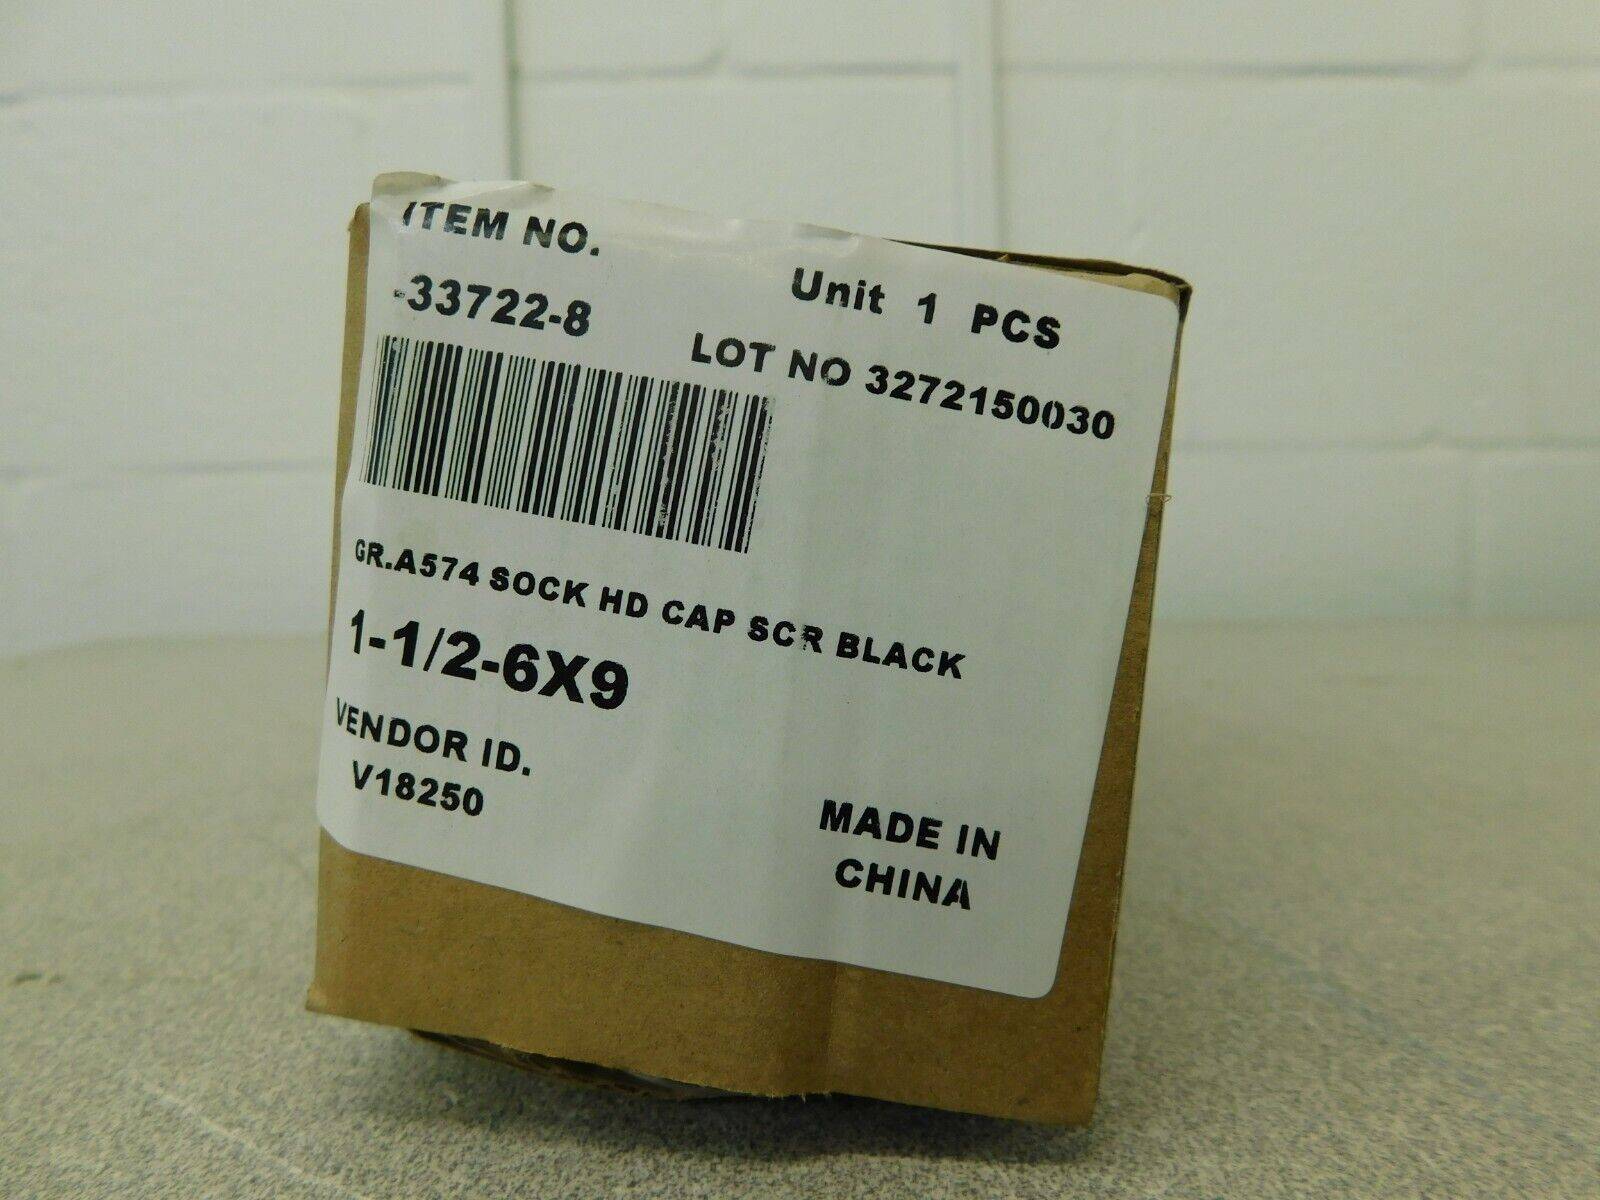 ITEM NO.
-33722-8
Unit 1 PCS
LOT NO 3272150030
GR.A574 SOCK HD CAP SCR BLACK
1-1/2-6X9
VENDOR ID.
V18250
MADE IN
CHINA